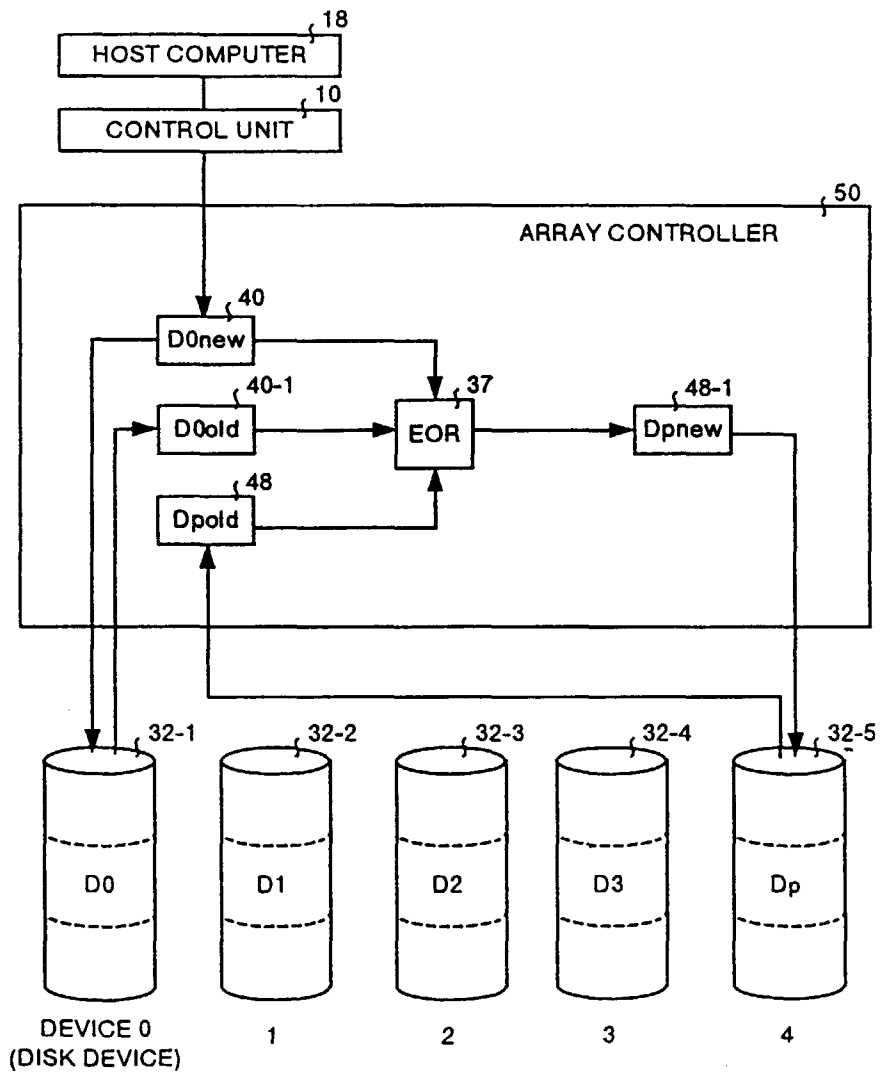 18
HOST COMPUTER
10
CONTROL UNIT
50
ARRAY CONTROLLER
40
D0new
40-1
D0old
37
EOR
48-1
Dpnew
48
Dpold
32-1
32-2
32-3
32-4
32-5
D0
D1
D2
D3
Dp
DEVICE 0
(DISK DEVICE)
1
2
3
4